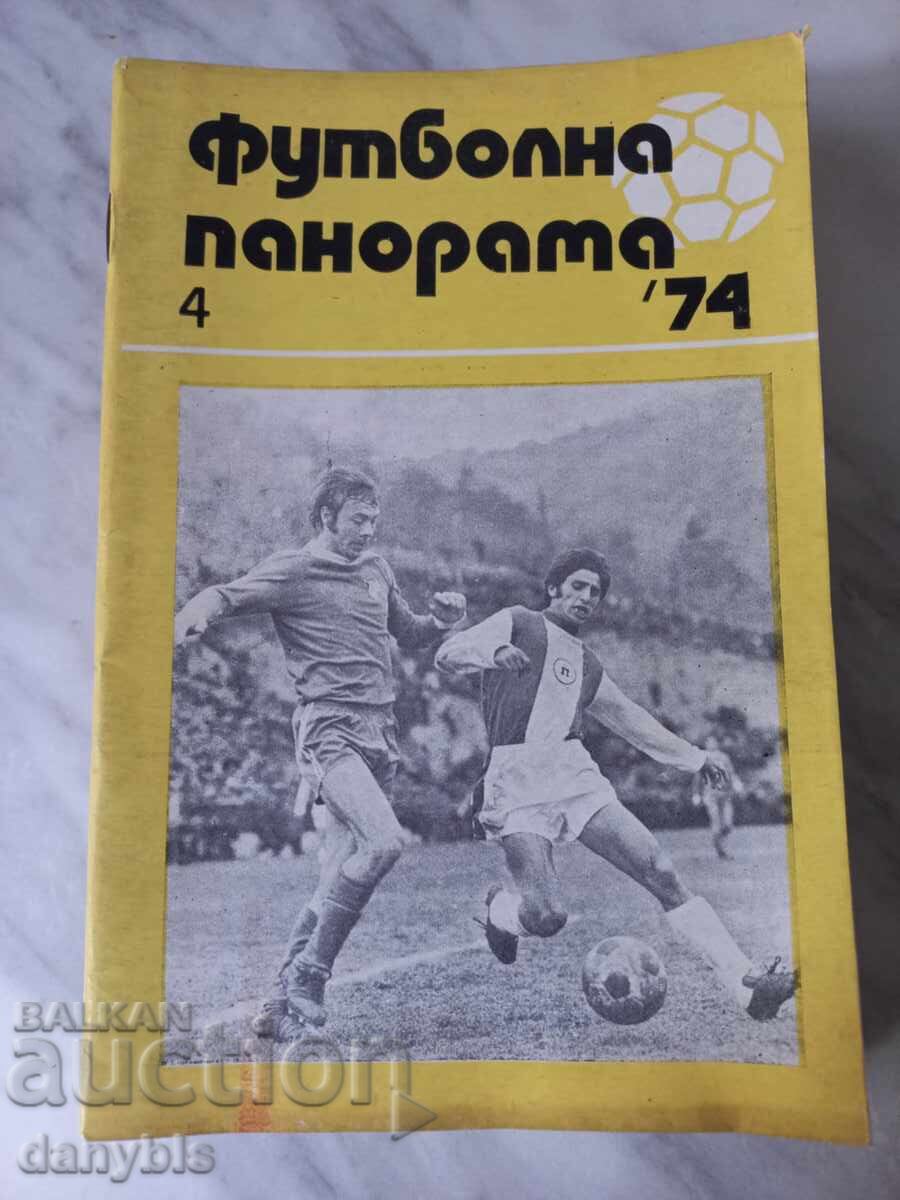 футболна
панорама
4 '74
П
BALKAN
auction
danybls